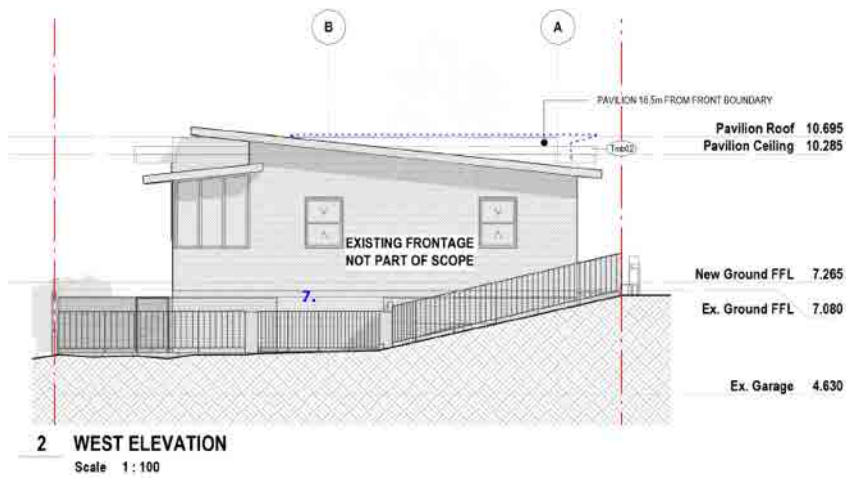 B
A
PAVILION 16.5m FROM FRONT BOUNDARY
Pavilion Roof 10.695
Pavilion Ceiling 10.285
Tmb02
EXISTING FRONTAGE
NOT PART OF SCOPE
New Ground FFL 7.265
7.
Ex. Ground FFL 7.080
Ex. Garage 4.630
2 WEST ELEVATION
Scale 1 : 100